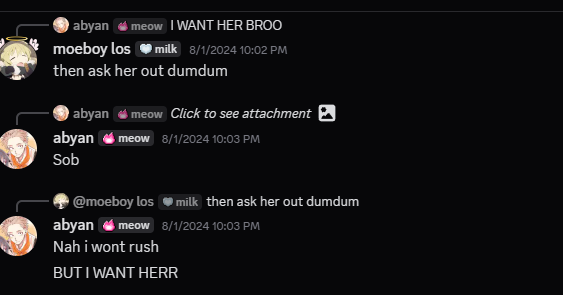 abyan meow I WANT HER BROO
moeboy los milk 8/1/2024 10:02 PM
then ask her out dumdum
abyan meow Click to see attachment
abyan meow 8/1/2024 10:03 PM
Sob
@moeboy los milk then ask her out dumdum
abyan meow 8/1/2024 10:03 PM
Nah i wont rush
BUT I WANT HERR